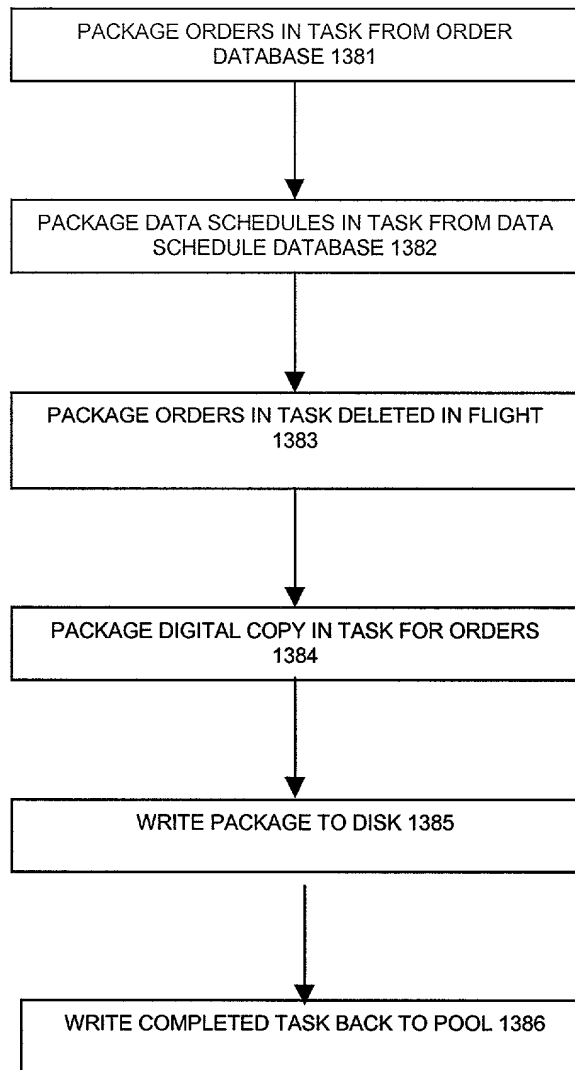 PACKAGE ORDERS IN TASK FROM ORDER
DATABASE 1381
PACKAGE DATA SCHEDULES IN TASK FROM DATA
SCHEDULE DATABASE 1382
PACKAGE ORDERS IN TASK DELETED IN FLIGHT
1383
PACKAGE DIGITAL COPY IN TASK FOR ORDERS
1384
WRITE PACKAGE TO DISK 1385
WRITE COMPLETED TASK BACK TO POOL 1386